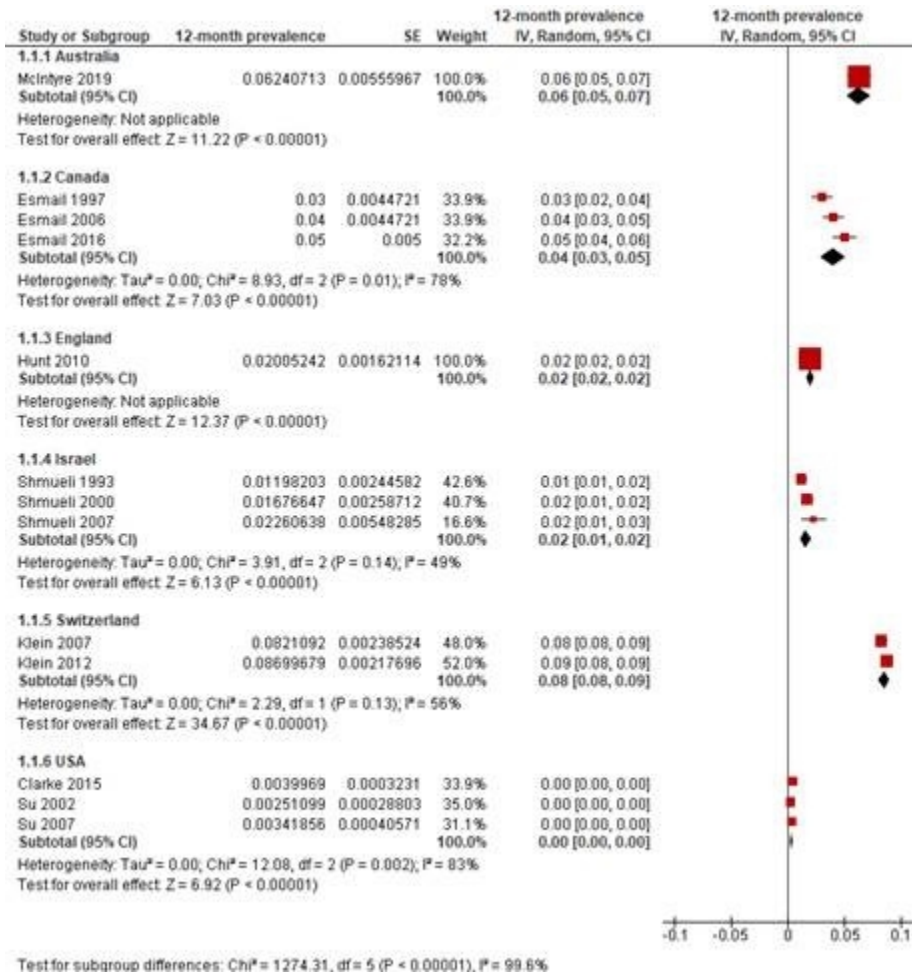 12-month prevalence 12-month prevalence
Study or Subgroup 12-month prevalence SE Weight IV, Random, 95% CI IV, Random, 95% CI
1.1.1 Australia
McIntyre 2019 0.06240713 0.00555967 100.0% 0.06 [0.05, 0.07]
Subtotal (95% CI) 100.0% 0.06 [0.05, 0.07]
Heterogeneity: Not applicable
Test for overall effect: Z = 11.22 (P < 0.00001)
1.1.2 Canada
Esmail 1997 0.03 0.0044721 33.9% 0.03 [0.02, 0.04]
Esmail 2006 0.04 0.0044721 33.9% 0.04 [0.03, 0.05]
Esmail 2016 0.05 0.005 32.2% 0.05 [0.04, 0.06]
Subtotal (95% CI) 100.0% 0.04 [0.03, 0.05]
Heterogeneity: Tau² = 0.00; Chi² = 8.93, df = 2 (P = 0.01); I² = 78%
Test for overall effect: Z = 7.03 (P < 0.00001)
1.1.3 England
Hunt 2010 0.02005242 0.00162114 100.0% 0.02 [0.02, 0.02]
Subtotal (95% CI) 100.0% 0.02 [0.02, 0.02]
Heterogeneity: Not applicable
Test for overall effect: Z = 12.37 (P < 0.00001)
1.1.4 Israel
Shmueli 1993 0.01198203 0.00244582 42.6% 0.01 [0.01, 0.02]
Shmueli 2000 0.01676647 0.00258712 40.7% 0.02 [0.01, 0.02]
Shmueli 2007 0.02260638 0.00548285 16.6% 0.02 [0.01, 0.03]
Subtotal (95% CI) 100.0% 0.02 [0.01, 0.02]
Heterogeneity: Tau² = 0.00; Chi² = 3.91, df = 2 (P = 0.14); I² = 49%
Test for overall effect: Z = 6.13 (P < 0.00001)
1.1.5 Switzerland
Klein 2007 0.0821092 0.00238524 48.0% 0.08 [0.08, 0.09]
Klein 2012 0.08699679 0.00217696 52.0% 0.09 [0.08, 0.09]
Subtotal (95% CI) 100.0% 0.08 [0.08, 0.09]
Heterogeneity: Tau² = 0.00; Chi² = 2.29, df = 1 (P = 0.13); I² = 56%
Test for overall effect: Z = 34.67 (P < 0.00001)
1.1.6 USA
Clarke 2015 0.0039969 0.0003231 33.9% 0.00 [0.00, 0.00]
Su 2002 0.00251099 0.00028803 35.0% 0.00 [0.00, 0.00]
Su 2007 0.00341856 0.00040571 31.1% 0.00 [0.00, 0.00]
Subtotal (95% CI) 100.0% 0.00 [0.00, 0.00]
Heterogeneity: Tau² = 0.00; Chi² = 12.08, df = 2 (P = 0.002); I² = 83%
Test for overall effect: Z = 6.92 (P < 0.00001)
-0.1 -0.05 0 0.05 0.1
Test for subgroup differences: Chi² = 1274.31, df = 5 (P < 0.00001), I² = 99.6%